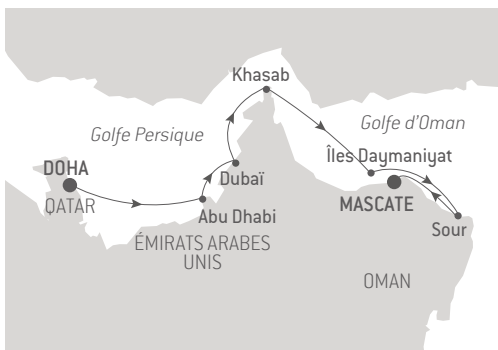 Khasab
Golfe Persique
Golfe d'Oman
DOHA
QATAR
Dubaï
Îles Daymaniyat
Abu Dhabi
MASCATE
ÉMIRATS ARABES
UNIS
Sour
OMAN